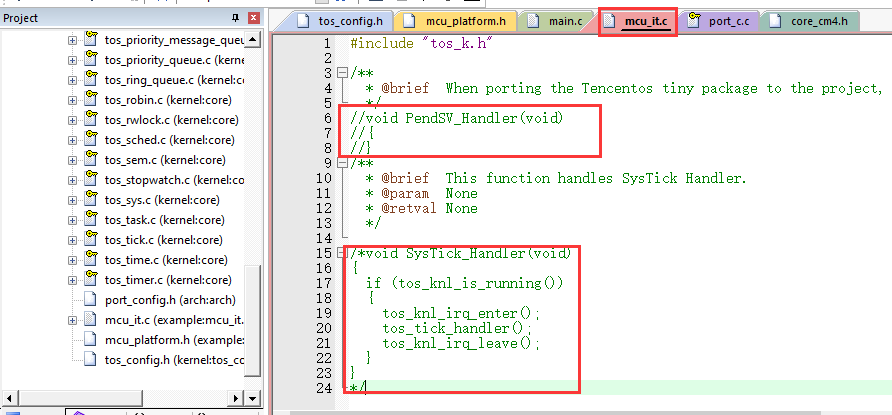 Project
tos_priority_message_queu
tos_priority_queue.c (kernel:core)
tos_ring_queue.c (kernel:core)
tos_robin.c (kernel:core)
tos_rwlock.c (kernel:core)
tos_sched.c (kernel:core)
tos_sem.c (kernel:core)
tos_stopwatch.c (kernel:core)
tos_sys.c (kernel:core)
tos_task.c (kernel:core)
tos_tick.c (kernel:core)
tos_time.c (kernel:core)
tos_timer.c (kernel:core)
port_config.h (arch:arch)
mcu_it.c (example:mcu_it.
mcu_platform.h (example:
tos_config.h (kernel:tos_co
tos_config.h mcu_platform.h main.c mcu_it.c port_c.c core_cm4.h
1 #include "tos_k.h"
2
3 /**
4 * @brief  When porting the Tencentos tiny package to the project,
5 */
6 //void PendSV_Handler(void)
7 //{
8 //}
9 /**
10 * @brief  This function handles SysTick Handler.
11 * @param  None
12 * @retval None
13 */
14
15 /*void SysTick_Handler(void)
16 {
17 if (tos_knl_is_running())
18 {
19 tos_knl_irq_enter();
20 tos_tick_handler();
21 tos_knl_irq_leave();
22 }
23 }
24 */